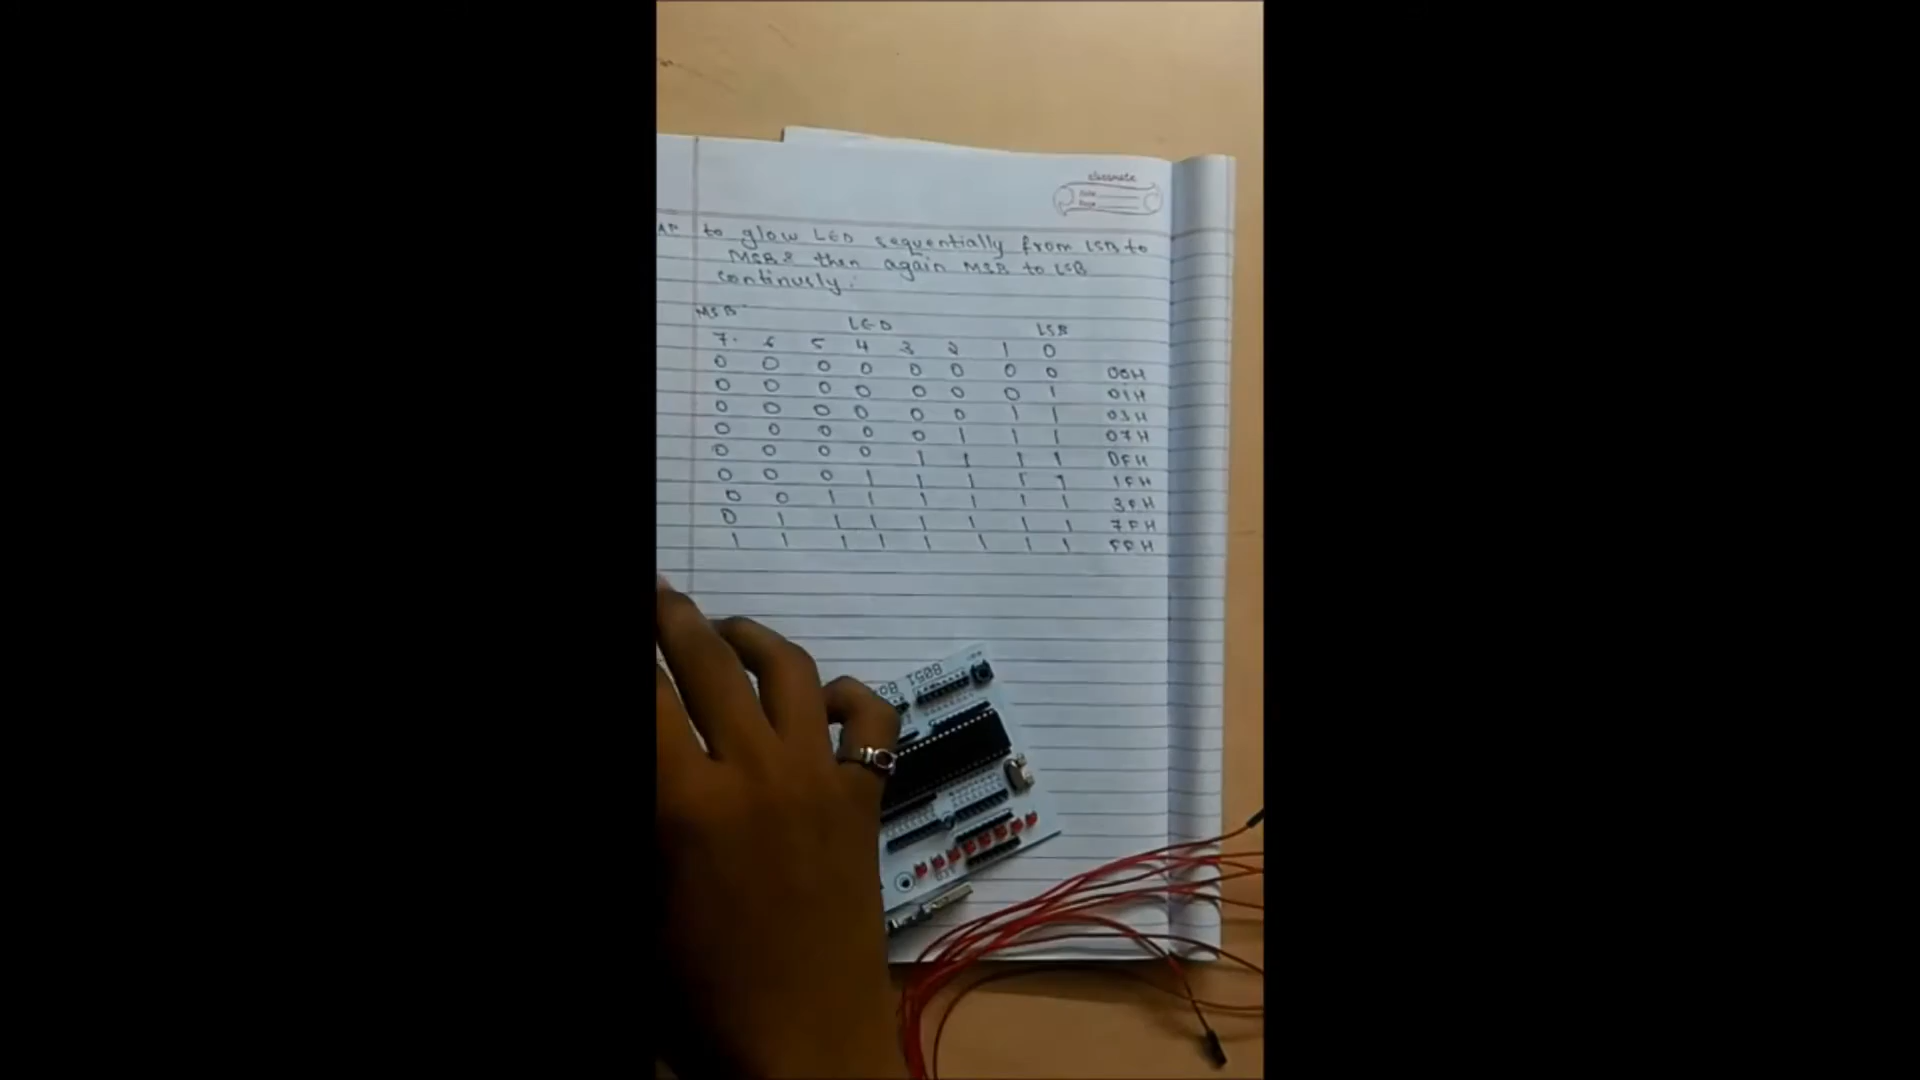 classmate
Date
Page
to glow LED sequentially from LSB to
MSB & then again MSB to LSB
continusly.
MSB LED LSB
7 6 5 4 3 2 1 0
0 0 0 0 0 0 0 0 00H
0 0 0 0 0 0 0 1 01H
0 0 0 0 0 0 1 1 03H
0 0 0 0 0 1 1 1 07H
0 0 0 0 1 1 1 1 0FH
0 0 0 1 1 1 1 1 1FH
0 0 1 1 1 1 1 1 3FH
0 1 1 1 1 1 1 1 7FH
1 1 1 1 1 1 1 1 FFH
8051